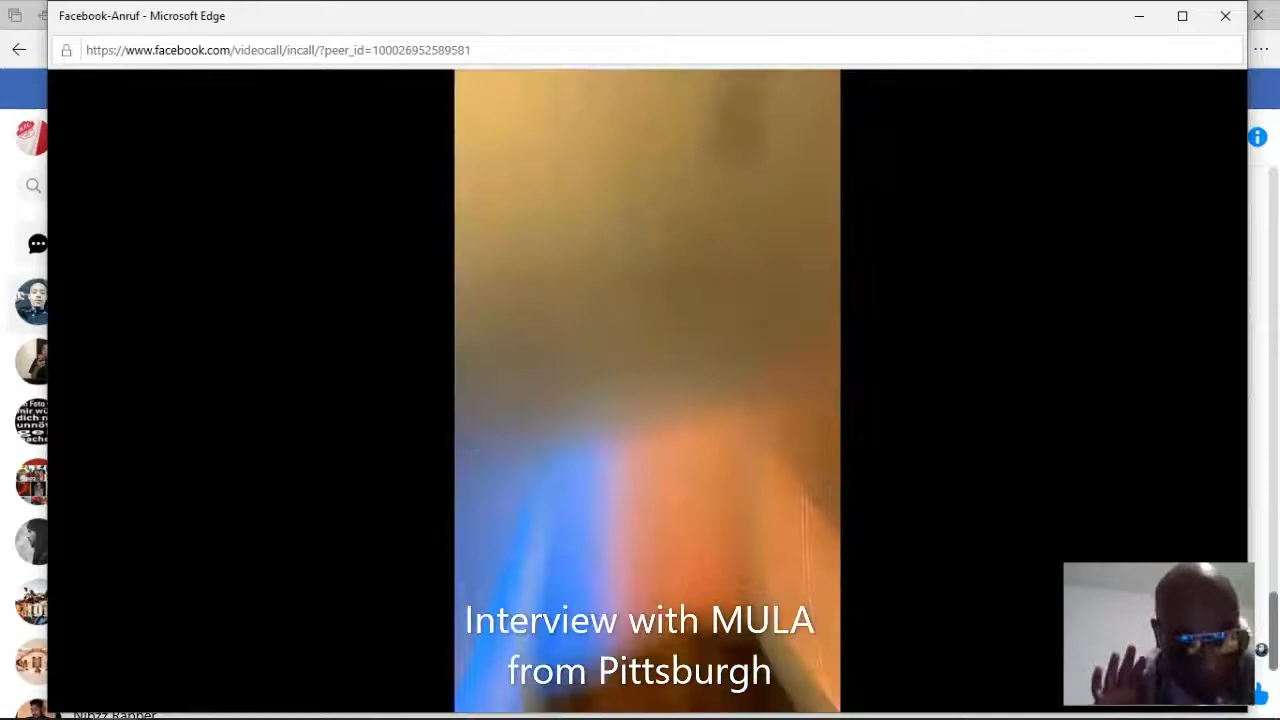 Facebook-Anruf - Microsoft Edge
https://www.facebook.com/videocall/incall/?peer_id=100026952589581
Interview with MULA
from Pittsburgh